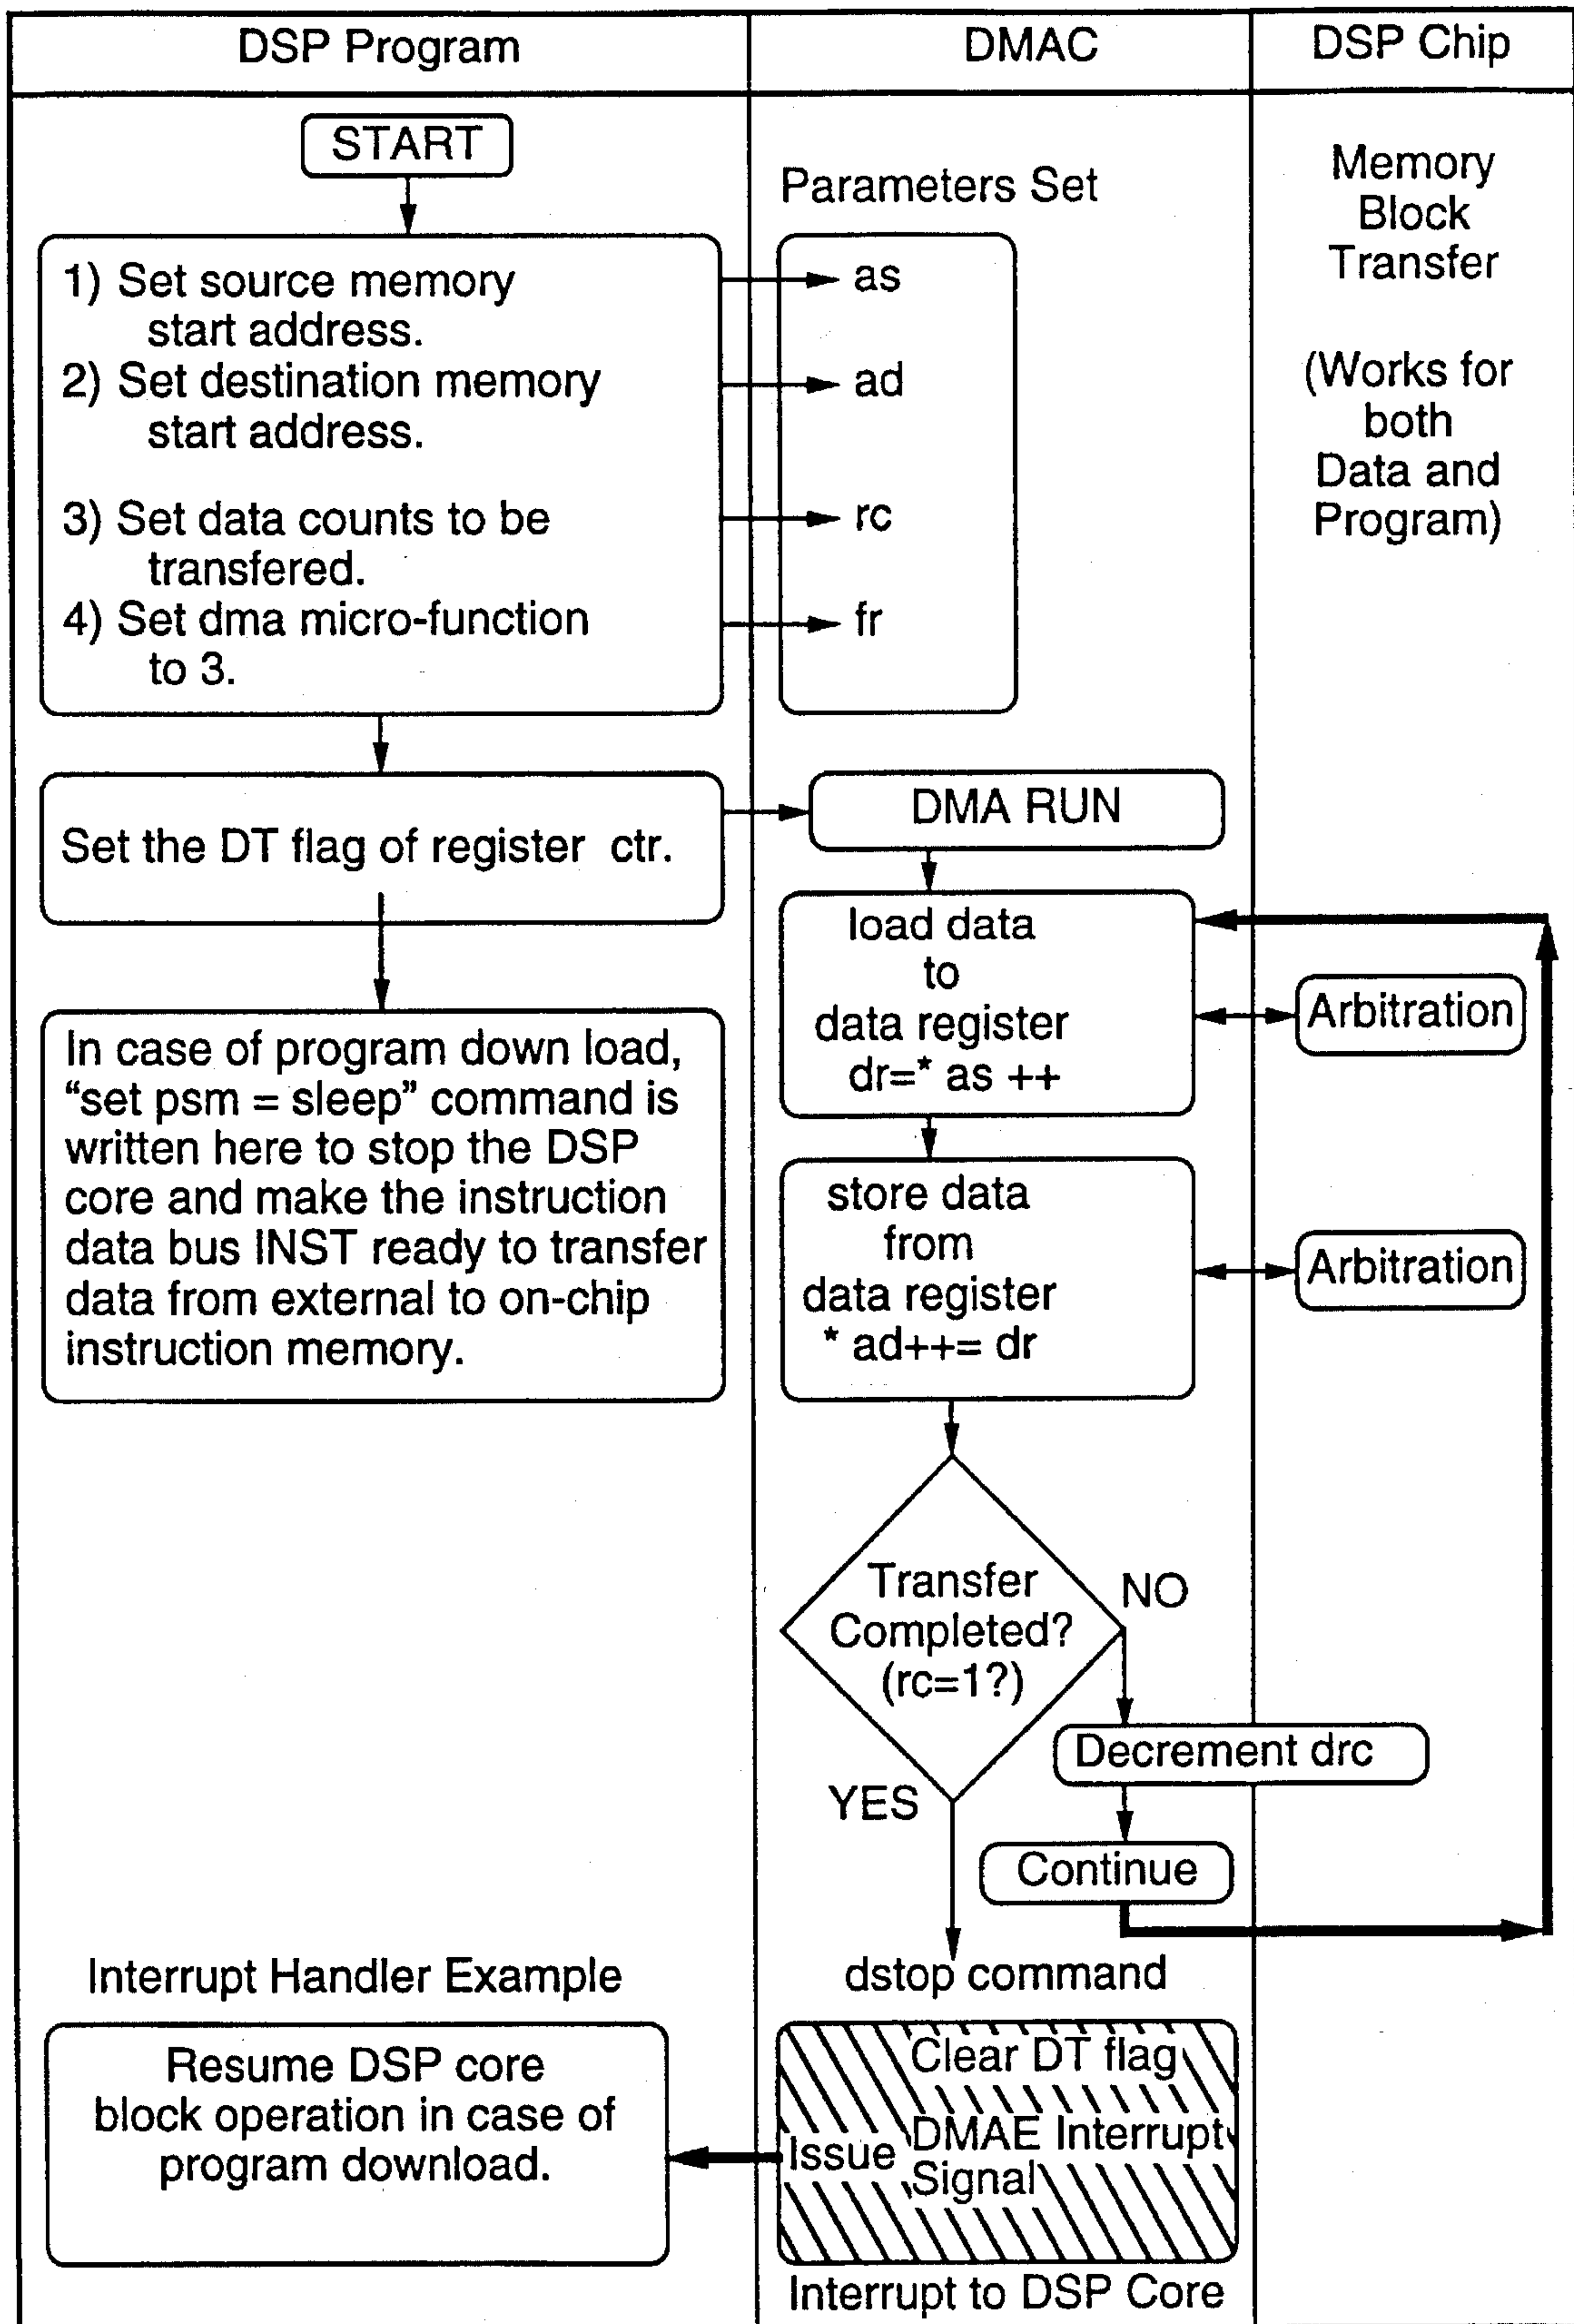 DSP Program
DMAC
DSP Chip
START
Parameters Set
Memory
Block
Transfer
(Works for
both
Data and
Program)
1) Set source memory
start address.
2) Set destination memory
start address.
3) Set data counts to be
transfered.
4) Set dma micro-function
to 3.
as
ad
rc
fr
Set the DT flag of register ctr.
DMA RUN
load data
to
data register
dr=* as ++
Arbitration
In case of program down load,
“set psm = sleep” command is
written here to stop the DSP
core and make the instruction
data bus INST ready to transfer
data from external to on-chip
instruction memory.
store data
from
data register
* ad++= dr
Arbitration
Transfer
Completed?
(rc=1?)
NO
YES
Decrement drc
Continue
dstop command
Interrupt Handler Example
Resume DSP core
block operation in case of
program download.
Clear DT flag
Issue DMAE Interrupt
Signal
Interrupt to DSP Core